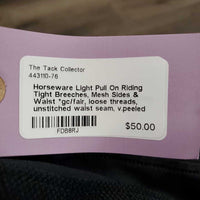 The Tack Collector
443110-76
Horseware Light Pull On Riding
Tight Breeches, Mesh Sides &
Waist *gc/fair, loose threads,
unstitched waist seam, v.peeled
$50.00
FDB8RJ